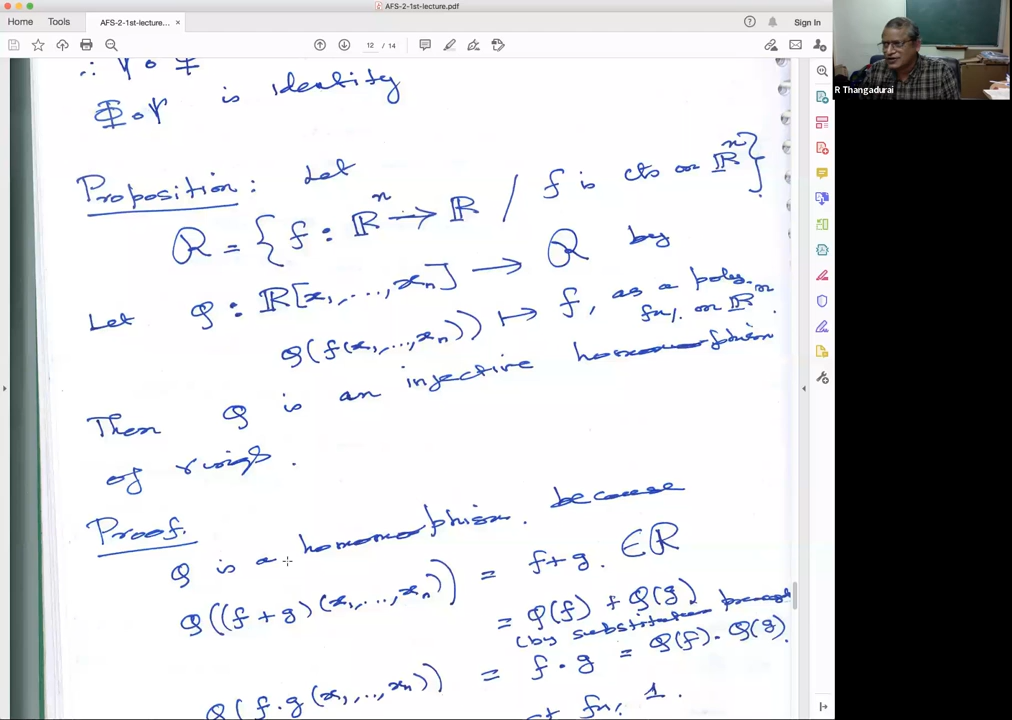 AFS-2-1st-lecture.pdf
Home Tools AFS-2-1st-lecture... × Sign In
12 / 14
R Thangadurai
∴ Ψ ∘ Φ
Φ ∘ Ψ is identity
Proposition: Let
R = { f : ℝⁿ → ℝ / f is cts on ℝⁿ }
Let φ : ℝ[x₁,...,xₙ] → R by
φ(f(x₁,...,xₙ)) ↦ f, as a poly.
fn/. on ℝⁿ.
Then φ is an injective homomorphism
of rings.
Proof.
φ is a homomorphism. because
φ((f+g)(x₁,...,xₙ)) = f+g. ∈ R
= φ(f) + φ(g)
(by substitution
φ(f·g(x₁,...,xₙ)) = f·g = φ(f)·φ(g).
fn/. 1.